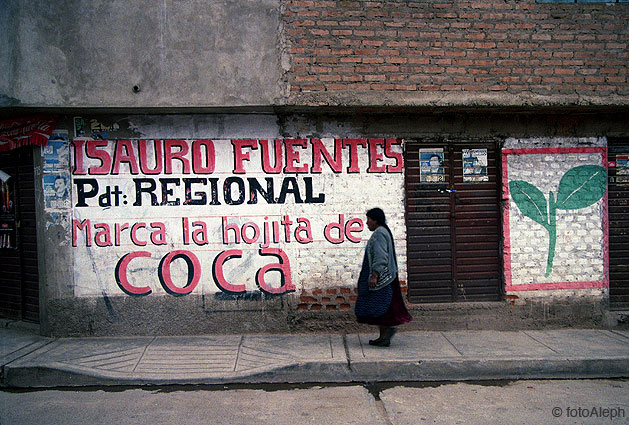 ISAURO FUENTES
Pdt: REGIONAL
Marca la hojita de
coca
© fotoAleph